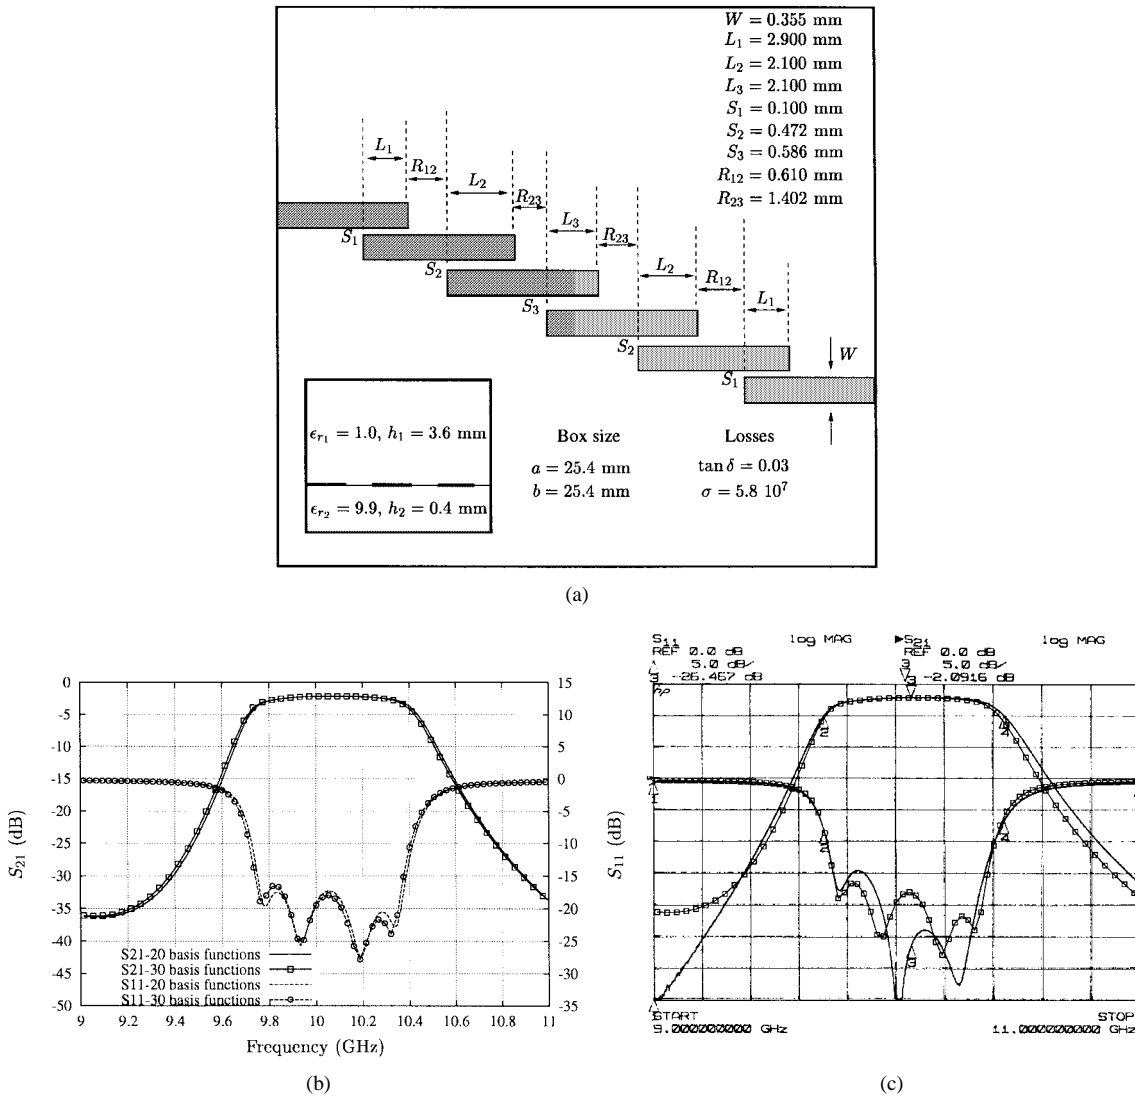 W = 0.355 mm
L₁ = 2.900 mm
L₂ = 2.100 mm
L₃ = 2.100 mm
S₁ = 0.100 mm
S₂ = 0.472 mm
S₃ = 0.586 mm
R₁₂ = 0.610 mm
R₂₃ = 1.402 mm
L₁
R₁₂
L₂
R₂₃
L₃
R₂₃
L₂
R₁₂
L₁
S₁
S₂
S₃
S₂
S₁
W
ϵr₁ = 1.0, h₁ = 3.6 mm
ϵr₂ = 9.9, h₂ = 0.4 mm
Box size
a = 25.4 mm
b = 25.4 mm
Losses
tan δ = 0.03
σ = 5.8 10⁷
(a)
S₂₁ (dB)
0
-5
-10
-15
-20
-25
-30
-35
-40
-45
-50
15
10
5
0
-5
-10
-15
-20
-25
-30
-35
S₁₁ (dB)
S21-20 basis functions
S21-30 basis functions
S11-20 basis functions
S11-30 basis functions
9 9.2 9.4 9.6 9.8 10 10.2 10.4 10.6 10.8 11
Frequency (GHz)
(b)
S₁₁ log MAG
REF 0.0 dB
5.0 dB/
3 -26.467 dB
►S₂₁ log MAG
REF 0.0 dB
3 5.0 dB/
-2.0916 dB
hp
START
9.000000000 GHz
STOP
11.000000000 GHz
(c)